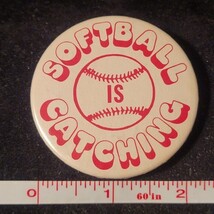 SOFTBALL
IS
CATCHING
0 1 60 in 2